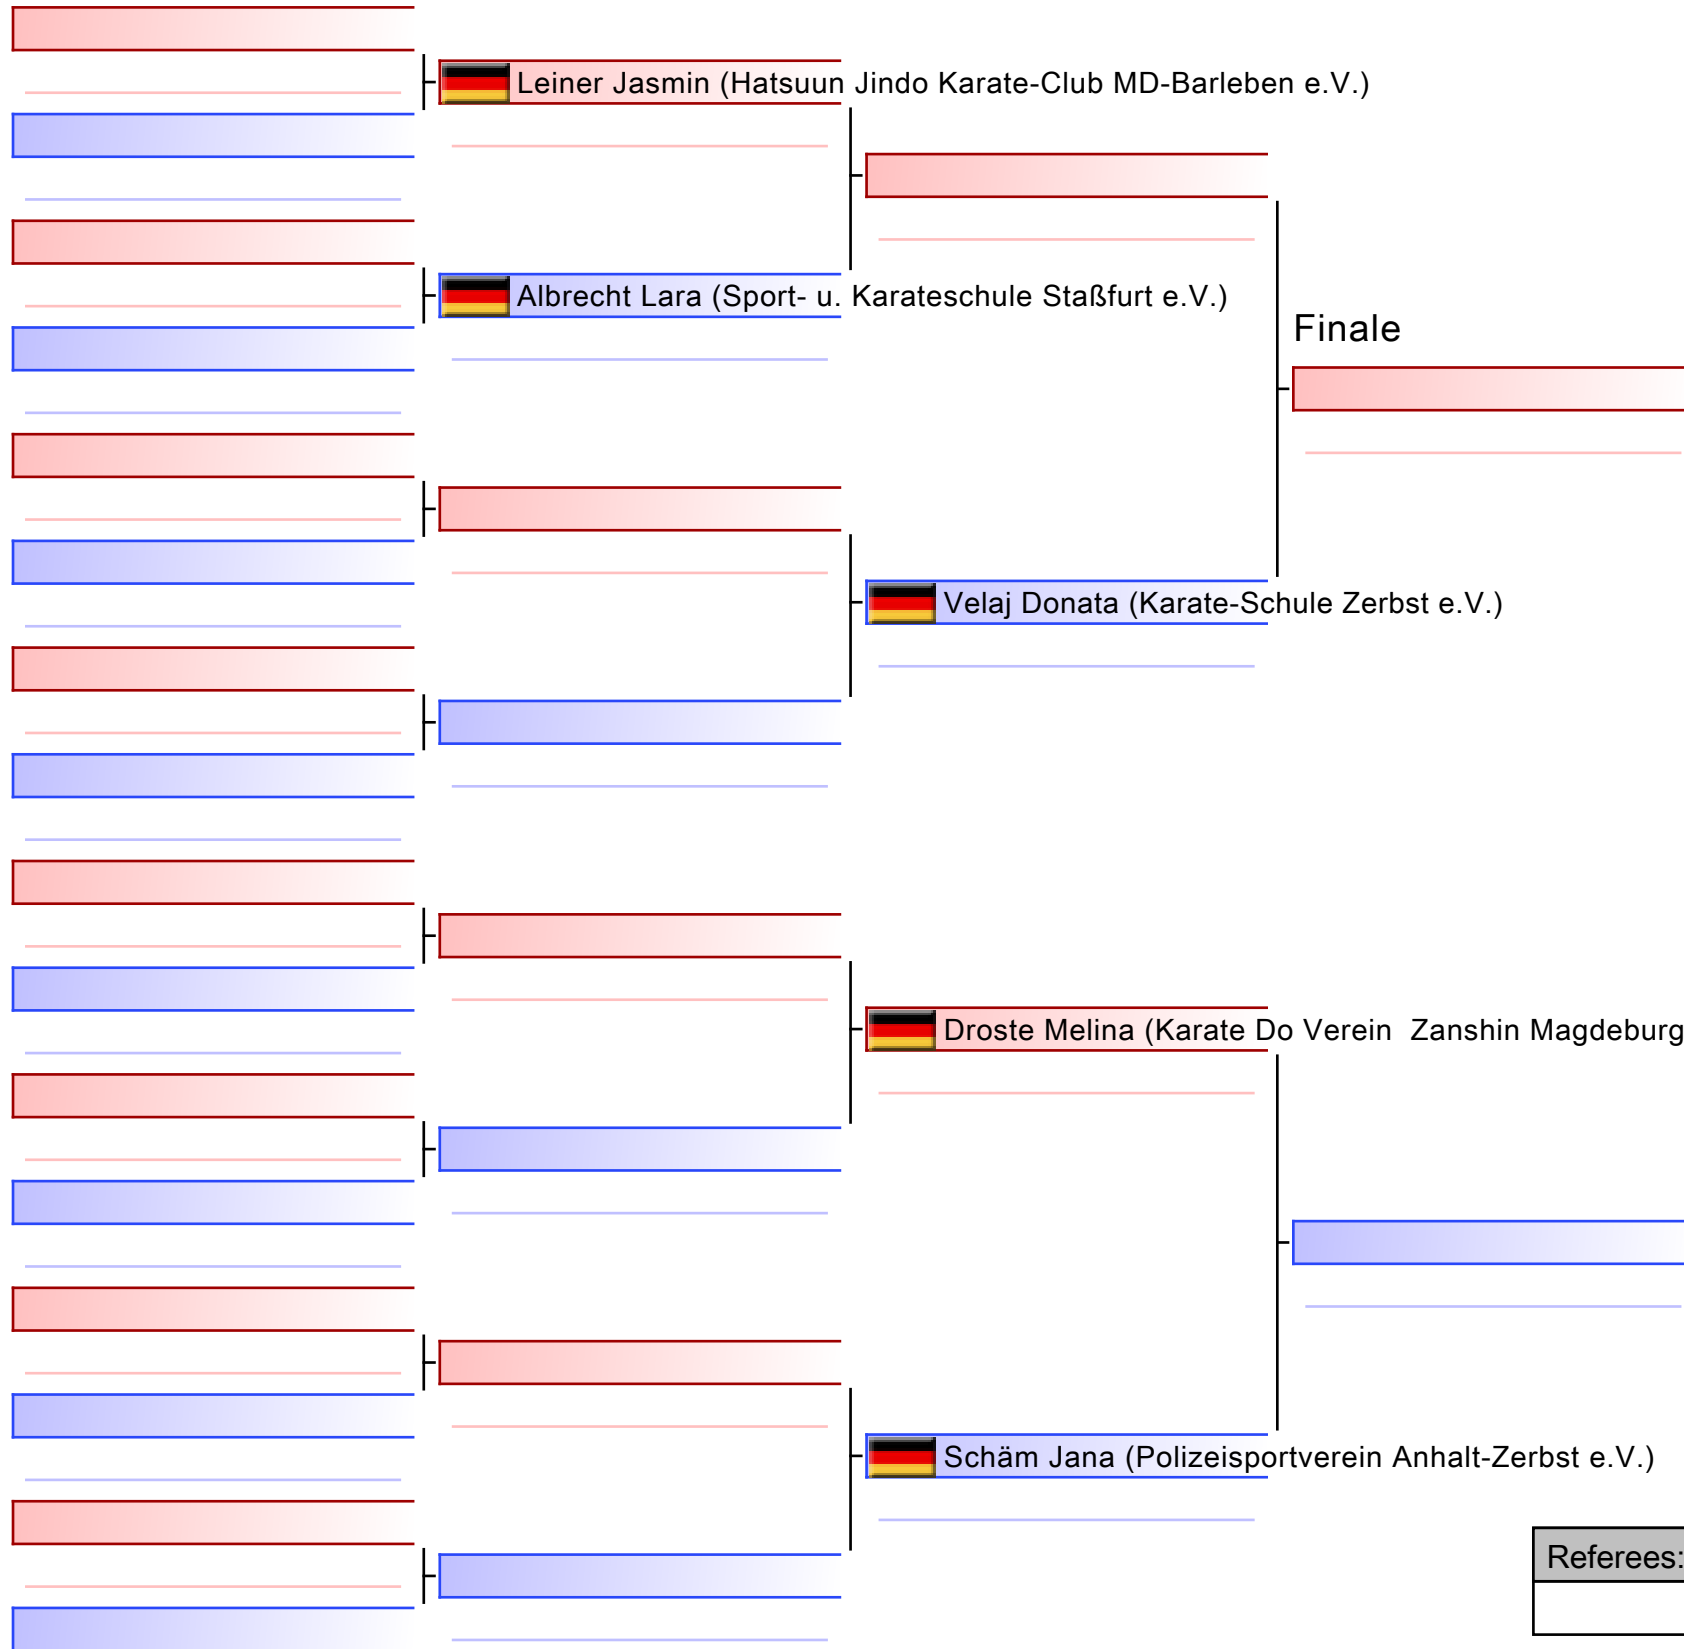 Leiner Jasmin (Hatsuun Jindo Karate-Club MD-Barleben e.V.)
Albrecht Lara (Sport- u. Karateschule Staßfurt e.V.)
Finale
Velaj Donata (Karate-Schule Zerbst e.V.)
Droste Melina (Karate Do Verein  Zanshin Magdeburg
Schäm Jana (Polizeisportverein Anhalt-Zerbst e.V.)
Referees: